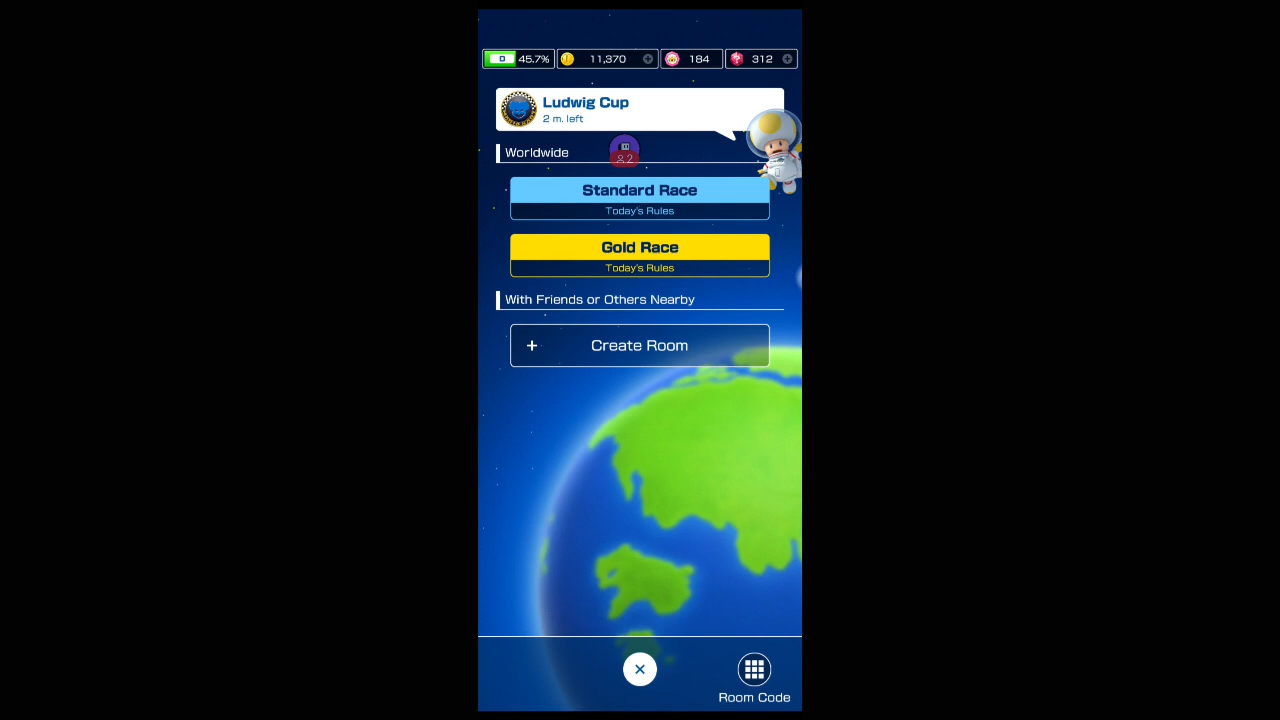 D 45.7% 11,370 184 312
Ludwig Cup
2 m. left
Worldwide
2
Standard Race
Today's Rules
Gold Race
Today's Rules
With Friends or Others Nearby
+ Create Room
Room Code